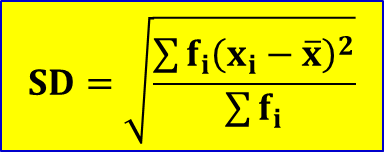 SD = √(∑ fᵢ(xᵢ − x̄)² / ∑ fᵢ)